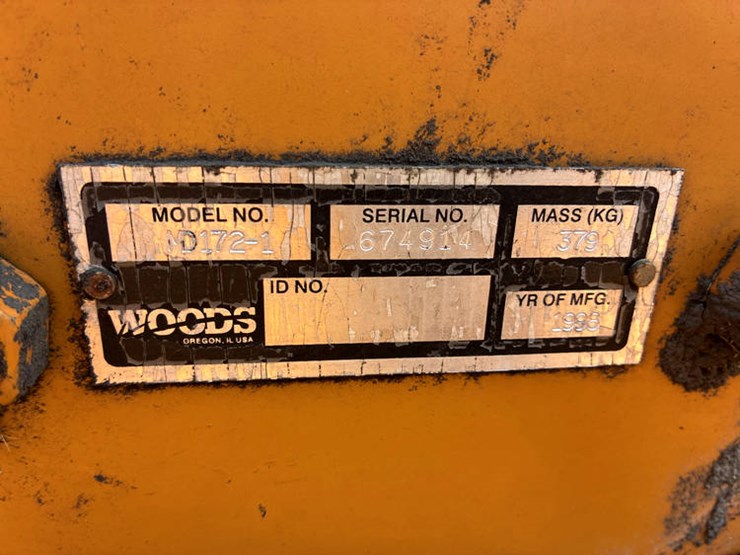 MODEL NO.
D172-1
SERIAL NO.
674914
MASS (KG)
379
WOODS
OREGON, IL USA
ID NO.
YR OF MFG.